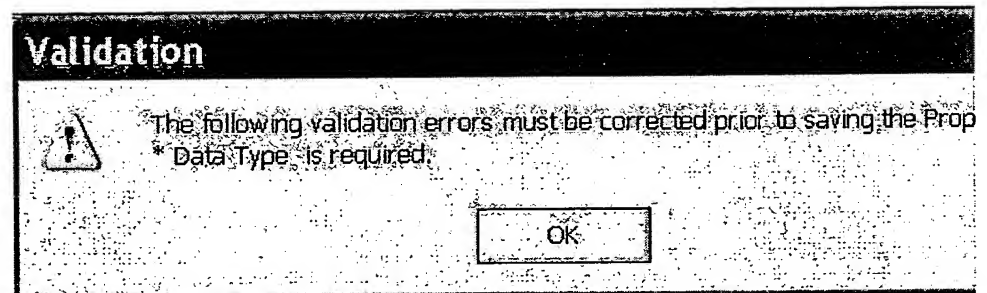 Validation
The following validation errors must be corrected prior to saving the Prop
* Data Type is required.
OK